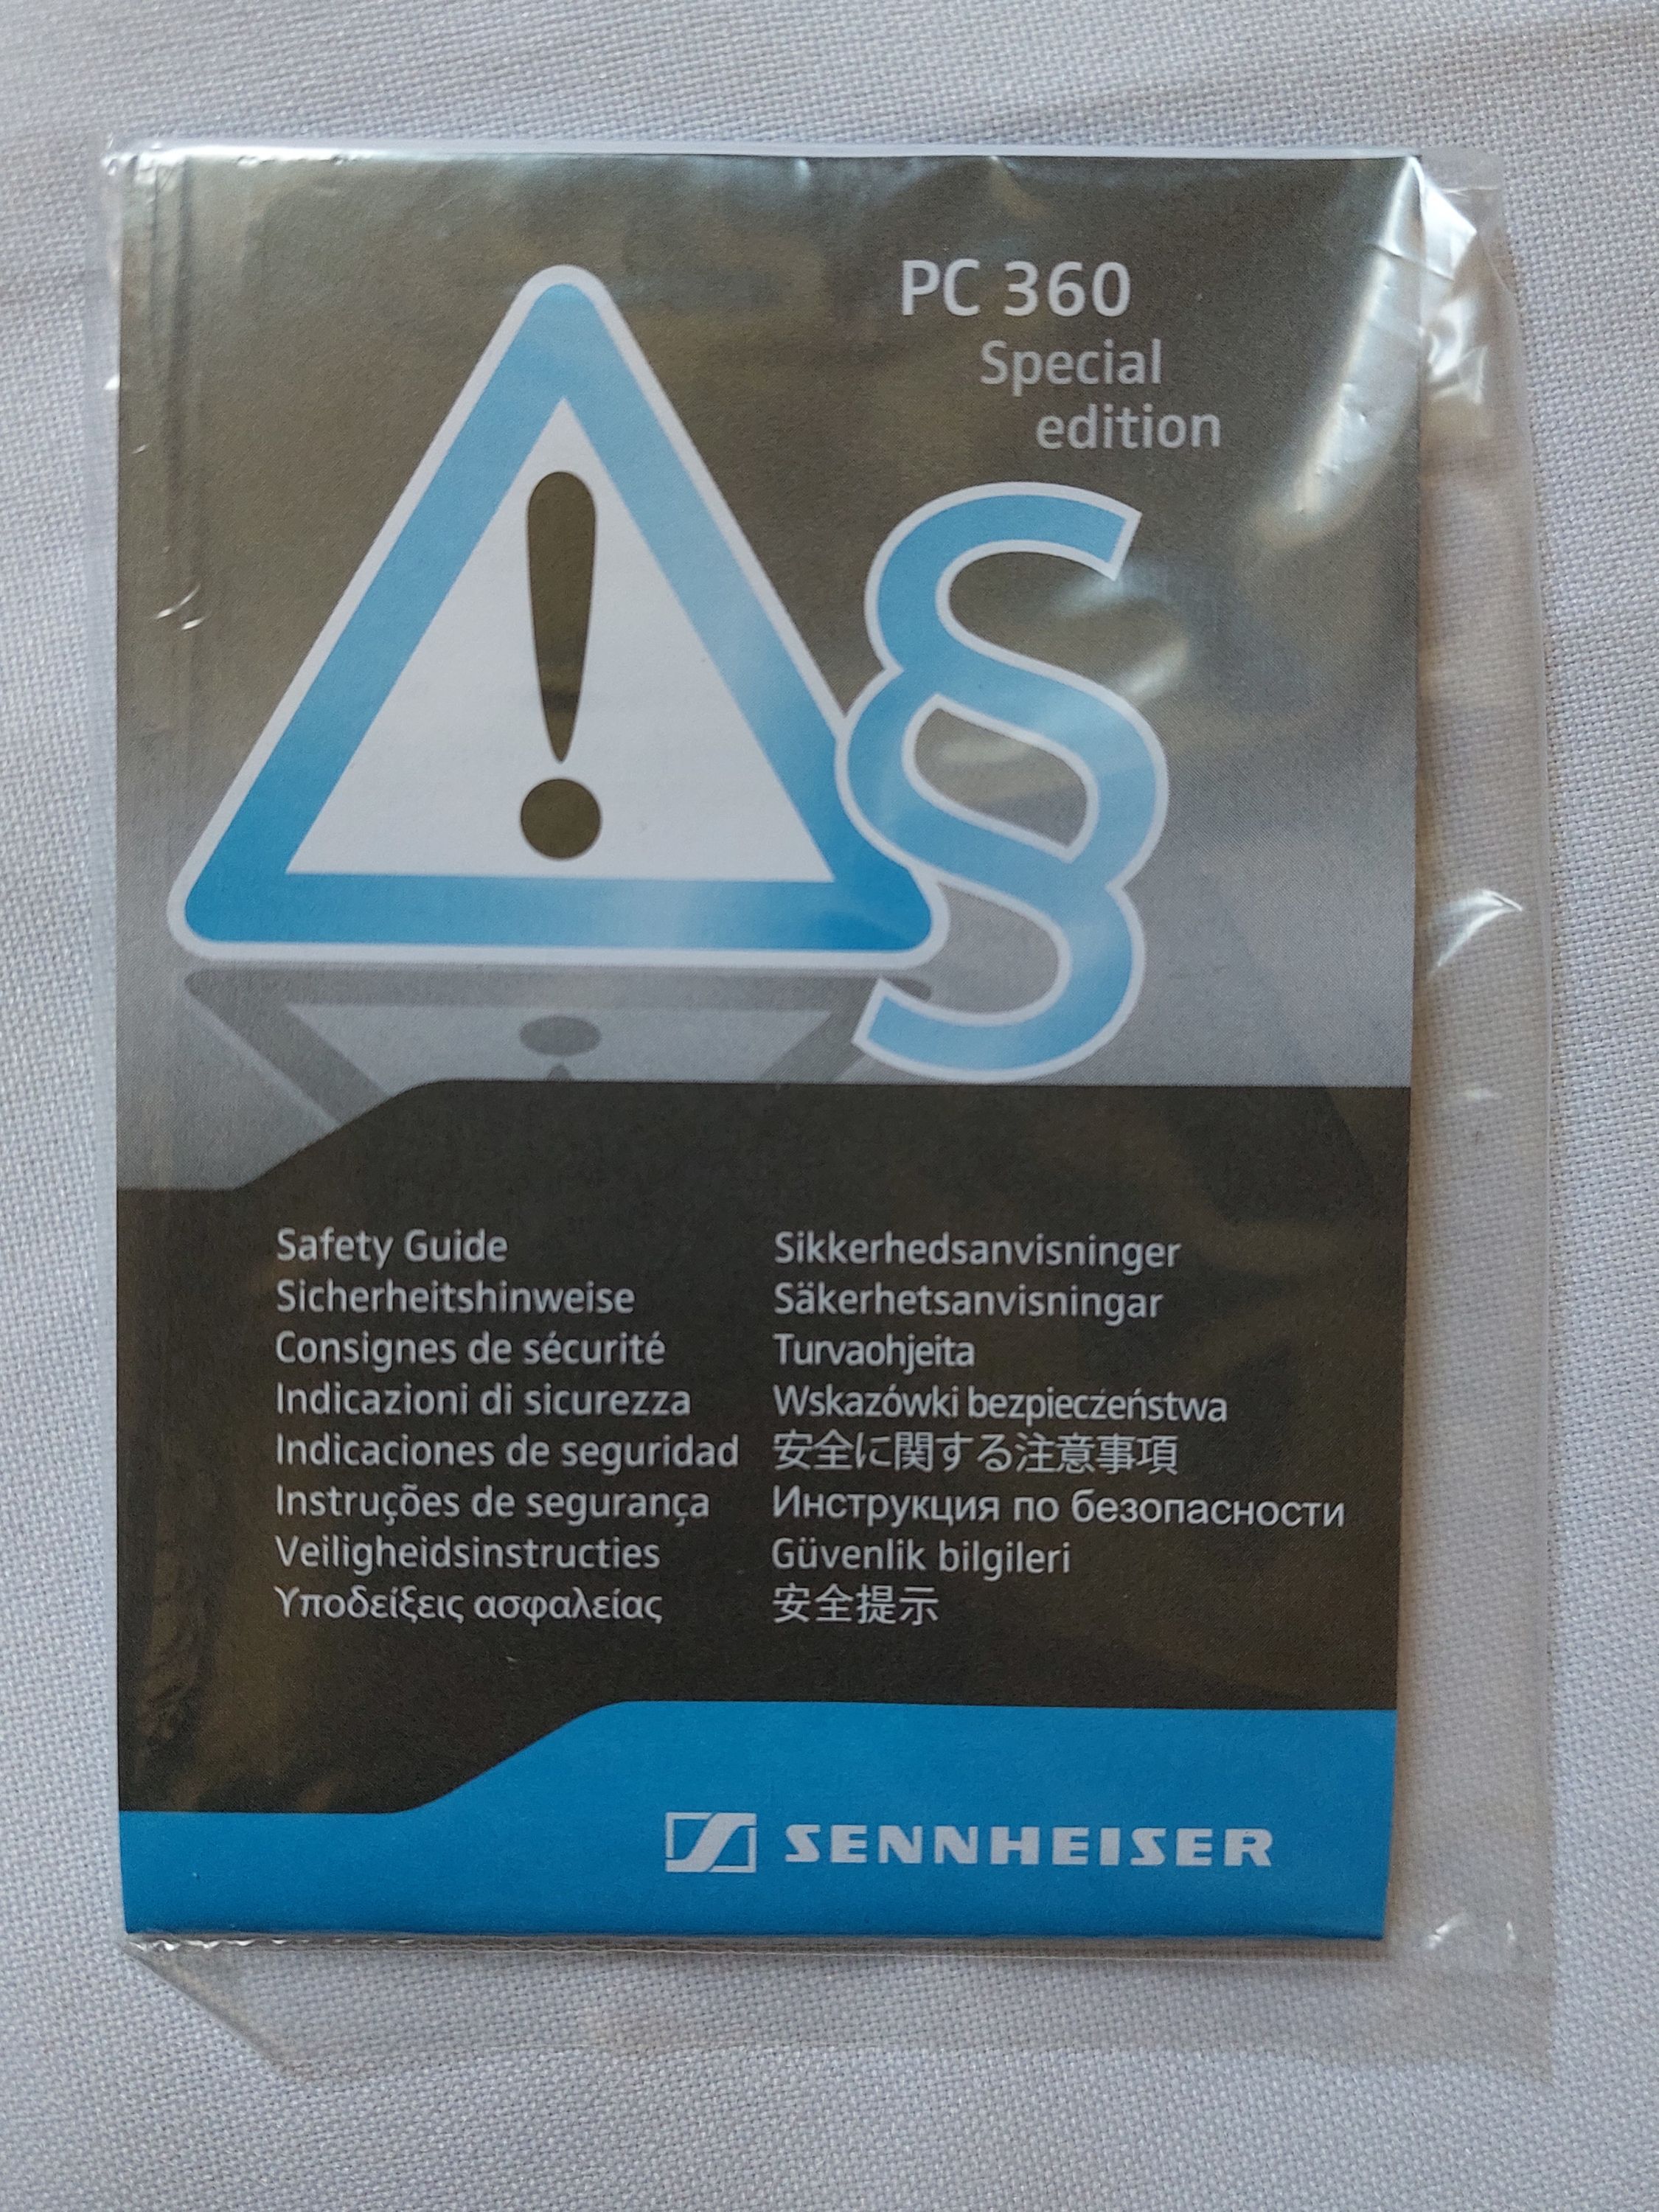 PC 360
Special
edition
§
Safety Guide
Sicherheitshinweise
Consignes de sécurité
Indicazioni di sicurezza
Indicaciones de seguridad
Instruções de segurança
Veiligheidsinstructies
Υποδείξεις ασφαλείας
Sikkerhedsanvisninger
Säkerhetsanvisningar
Turvaohjeita
Wskazówki bezpieczeństwa
安全に関する注意事項
Инструкция по безопасности
Güvenlik bilgileri
安全提示
SENNHEISER